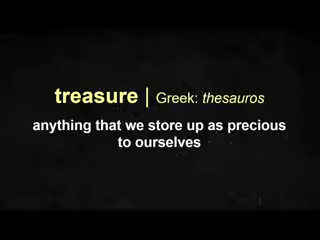 treasure | Greek: thesauros
anything that we store up as precious
to ourselves